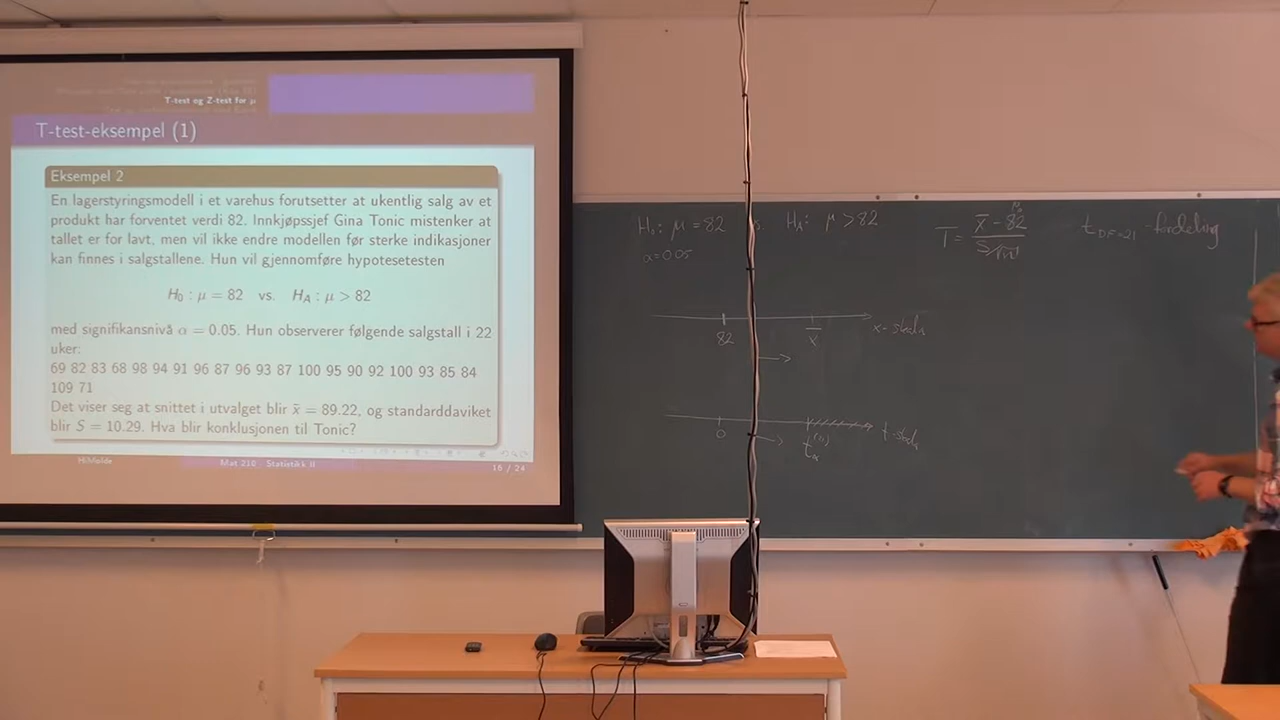 T-test og Z-test for μ
T-test-eksempel (1)
Eksempel 2
En lagerstyringsmodell i et varehus forutsetter at ukentlig salg av et
produkt har forventet verdi 82. Innkjøpssjef Gina Tonic mistenker at
tallet er for lavt, men vil ikke endre modellen før sterke indikasjoner
kan finnes i salgstallene. Hun vil gjennomføre hypotesetesten
H₀ : μ = 82 vs. H_A : μ > 82
med signifikansnivå α = 0.05. Hun observerer følgende salgstall i 22
uker:
69 82 83 68 98 94 91 96 87 96 93 87 100 95 90 92 100 93 85 84
109 71
Det viser seg at snittet i utvalget blir x̄ = 89.22, og standarddaviket
blir S = 10.29. Hva blir konklusjonen til Tonic?
HiMolde Mat 210 Statistikk II 16 / 24
H₀: μ = 82 vs. H_A: μ > 82
α = 0.05
T = (x̄ - 82) / (S/√n)
μ₀
t_DF=21 -fordeling
82 x̄ x-skala
0 t_α⁽²¹⁾ t-skala